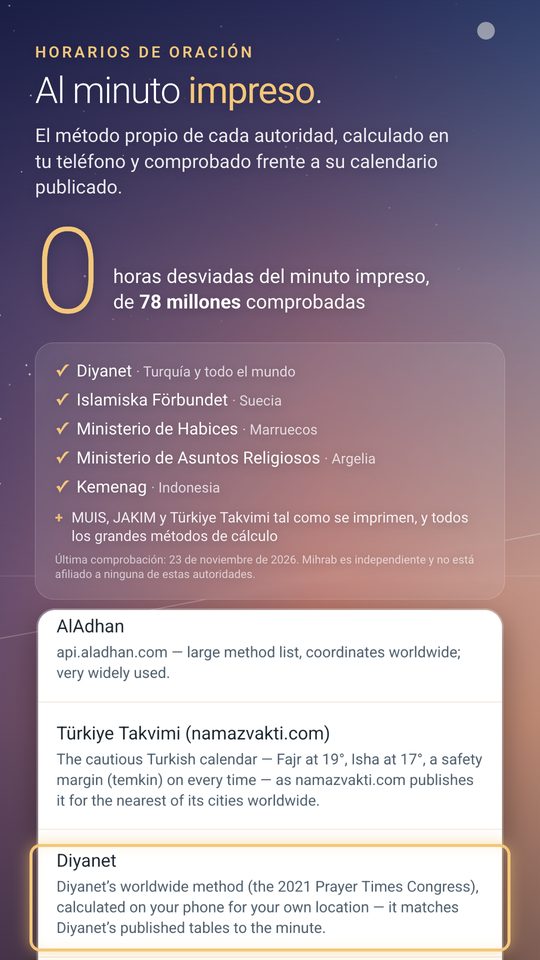 HORARIOS DE ORACIÓN
Al minuto impreso.
El método propio de cada autoridad, calculado en
tu teléfono y comprobado frente a su calendario
publicado.
0
horas desviadas del minuto impreso,
de 78 millones comprobadas
✓ Diyanet · Turquía y todo el mundo
✓ Islamiska Förbundet · Suecia
✓ Ministerio de Habices · Marruecos
✓ Ministerio de Asuntos Religiosos · Argelia
✓ Kemenag · Indonesia
+ MUIS, JAKIM y Türkiye Takvimi tal como se imprimen, y todos
los grandes métodos de cálculo
Última comprobación: 23 de noviembre de 2026. Mihrab es independiente y no está
afiliado a ninguna de estas autoridades.
AlAdhan
api.aladhan.com — large method list, coordinates worldwide;
very widely used.
Türkiye Takvimi (namazvakti.com)
The cautious Turkish calendar — Fajr at 19°, Isha at 17°, a safety
margin (temkin) on every time — as namazvakti.com publishes
it for the nearest of its cities worldwide.
Diyanet
Diyanet’s worldwide method (the 2021 Prayer Times Congress),
calculated on your phone for your own location — it matches
Diyanet’s published tables to the minute.